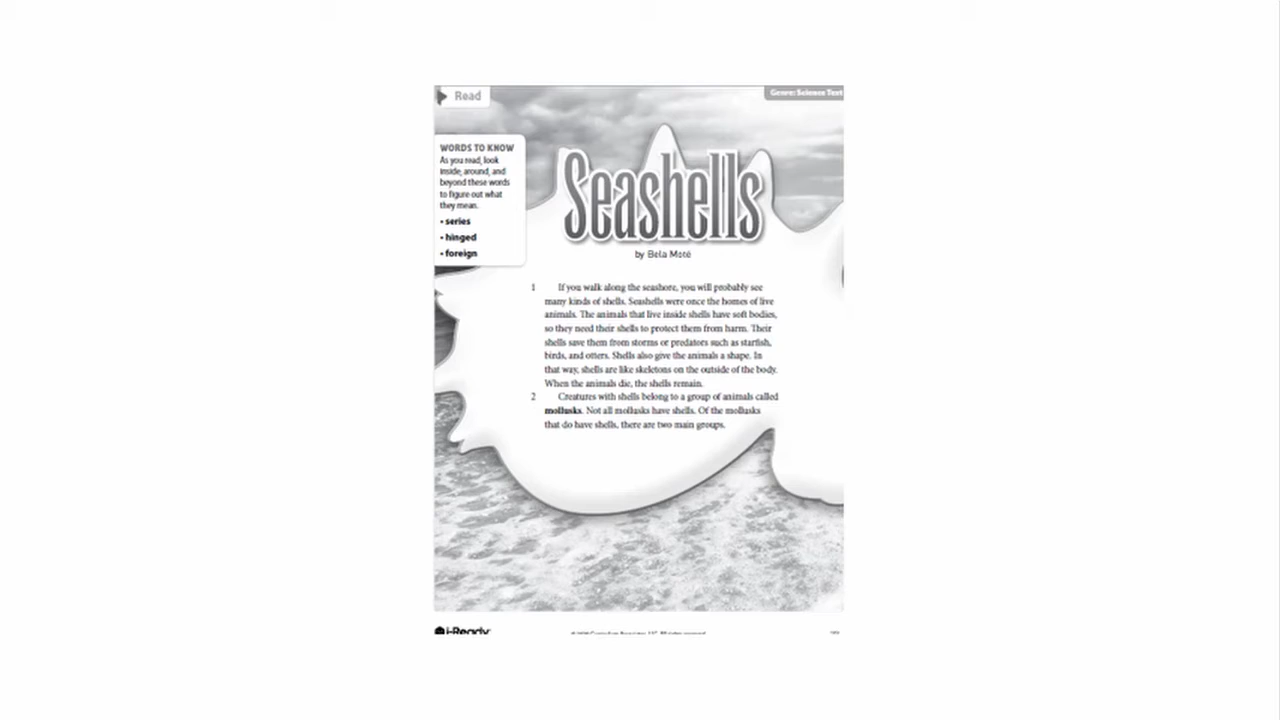 Read
Genre: Science Text
WORDS TO KNOW
As you read, look
inside, around, and
beyond these words
to figure out what
they mean.
• series
• hinged
• foreign
Seashells
by Bela Moté
1 If you walk along the seashore, you will probably see
many kinds of shells. Seashells were once the homes of live
animals. The animals that live inside shells have soft bodies,
so they need their shells to protect them from harm. Their
shells save them from storms or predators such as starfish,
birds, and otters. Shells also give the animals a shape. In
that way, shells are like skeletons on the outside of the body.
When the animals die, the shells remain.
2 Creatures with shells belong to a group of animals called
mollusks. Not all mollusks have shells. Of the mollusks
that do have shells, there are two main groups.
i-Ready